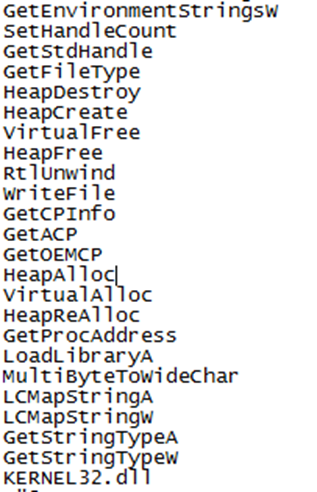 GetEnvironmentStringsW
SetHandleCount
GetStdHandle
GetFileType
HeapDestroy
HeapCreate
VirtualFree
HeapFree
RtlUnwind
WriteFile
GetCPInfo
GetACP
GetOEMCP
HeapAlloc
VirtualAlloc
HeapReAlloc
GetProcAddress
LoadLibraryA
MultiByteToWideChar
LCMapStringA
LCMapStringW
GetStringTypeA
GetStringTypeW
KERNEL32.dll